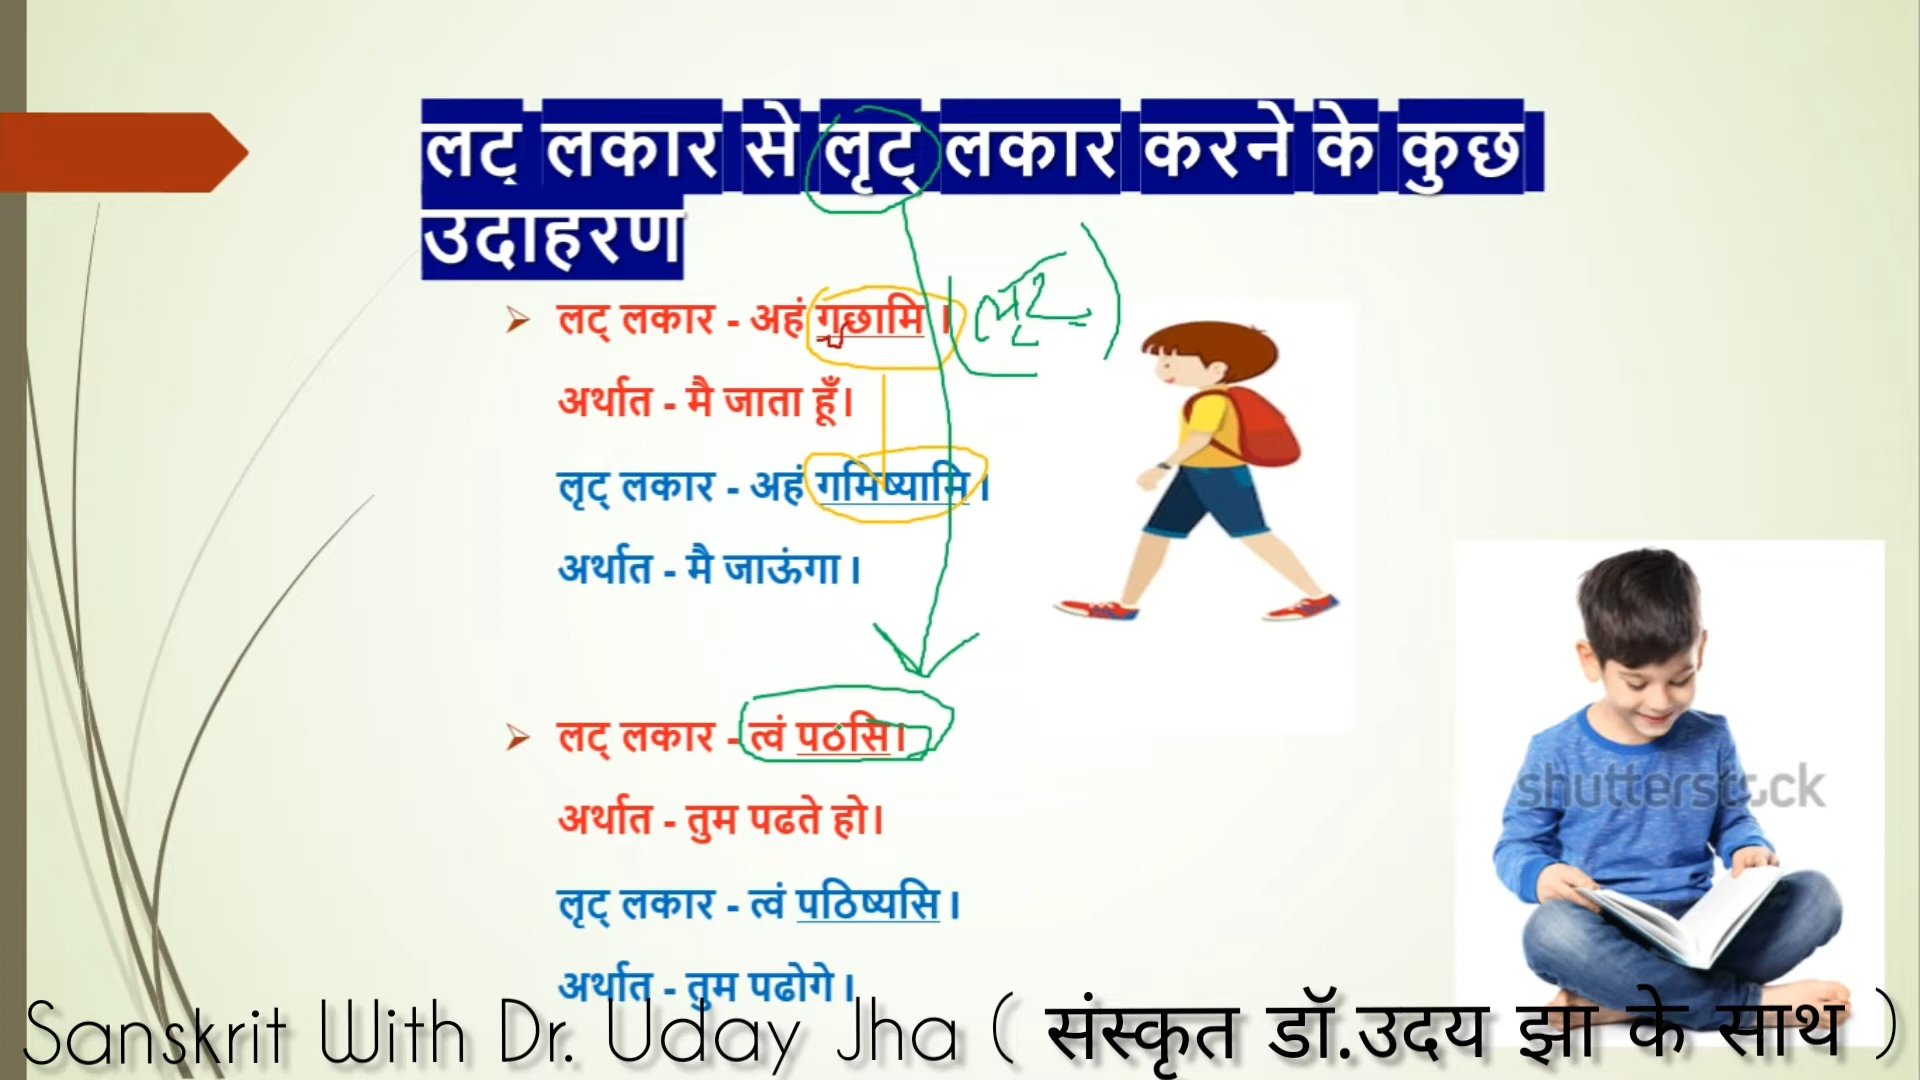 लट् लकार से लृट् लकार करने के कुछ
उदाहरण
लट् लकार - अहं गछामि ।
लृट्
अर्थात - मै जाता हूँ।
लृट् लकार - अहं गमिष्यामि ।
अर्थात - मै जाऊंगा ।
लट् लकार - त्वं पठसि।
अर्थात - तुम पढते हो।
shutterstock
लृट् लकार - त्वं पठिष्यसि ।
अर्थात - तुम पढोगे ।
Sanskrit With Dr. Uday Jha ( संस्कृत डॉ.उदय झा के साथ )